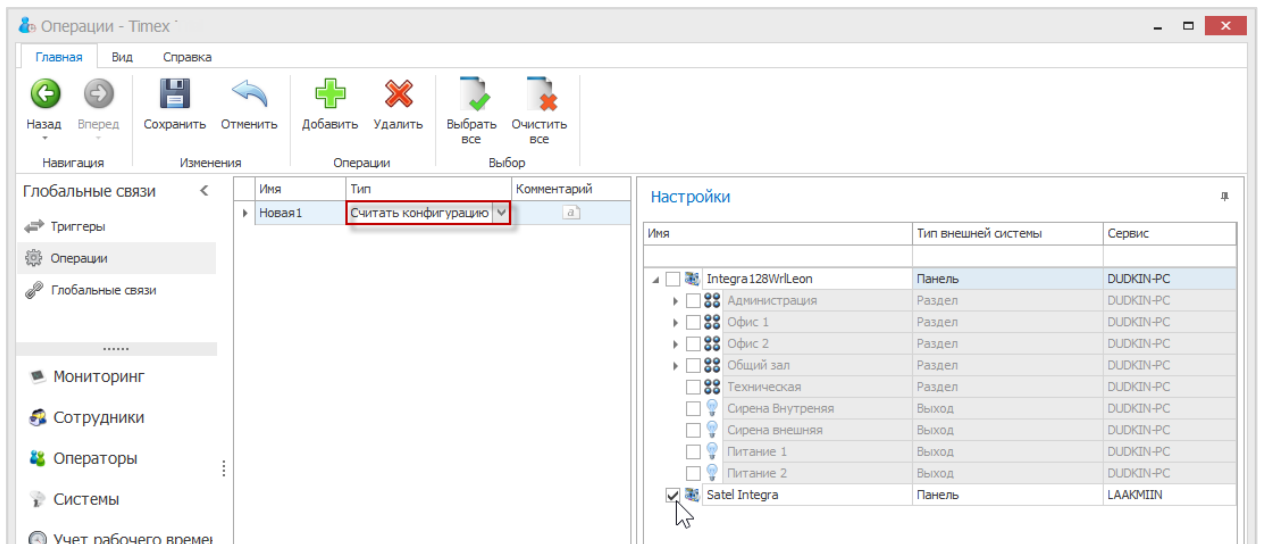 Операции - Timex
Главная Вид Справка
Назад Вперед Сохранить Отменить Добавить Удалить Выбрать все Очистить все
Навигация Изменения Операции Выбор
Глобальные связи
Триггеры
Операции
Глобальные связи
Мониторинг
Сотрудники
Операторы
Системы
Учет рабочего
Имя Тип Комментарий
Новая1 Считать конфигурацию a
Настройки
Имя Тип внешней системы Сервис
Integra128WrlLeon Панель DUDKIN-PC
Администрация Раздел DUDKIN-PC
Офис 1 Раздел DUDKIN-PC
Офис 2 Раздел DUDKIN-PC
Общий зал Раздел DUDKIN-PC
Техническая Раздел DUDKIN-PC
Сирена Внутреняя Выход DUDKIN-PC
Сирена внешняя Выход DUDKIN-PC
Питание 1 Выход DUDKIN-PC
Питание 2 Выход DUDKIN-PC
Satel Integra Панель LAAKMIIN